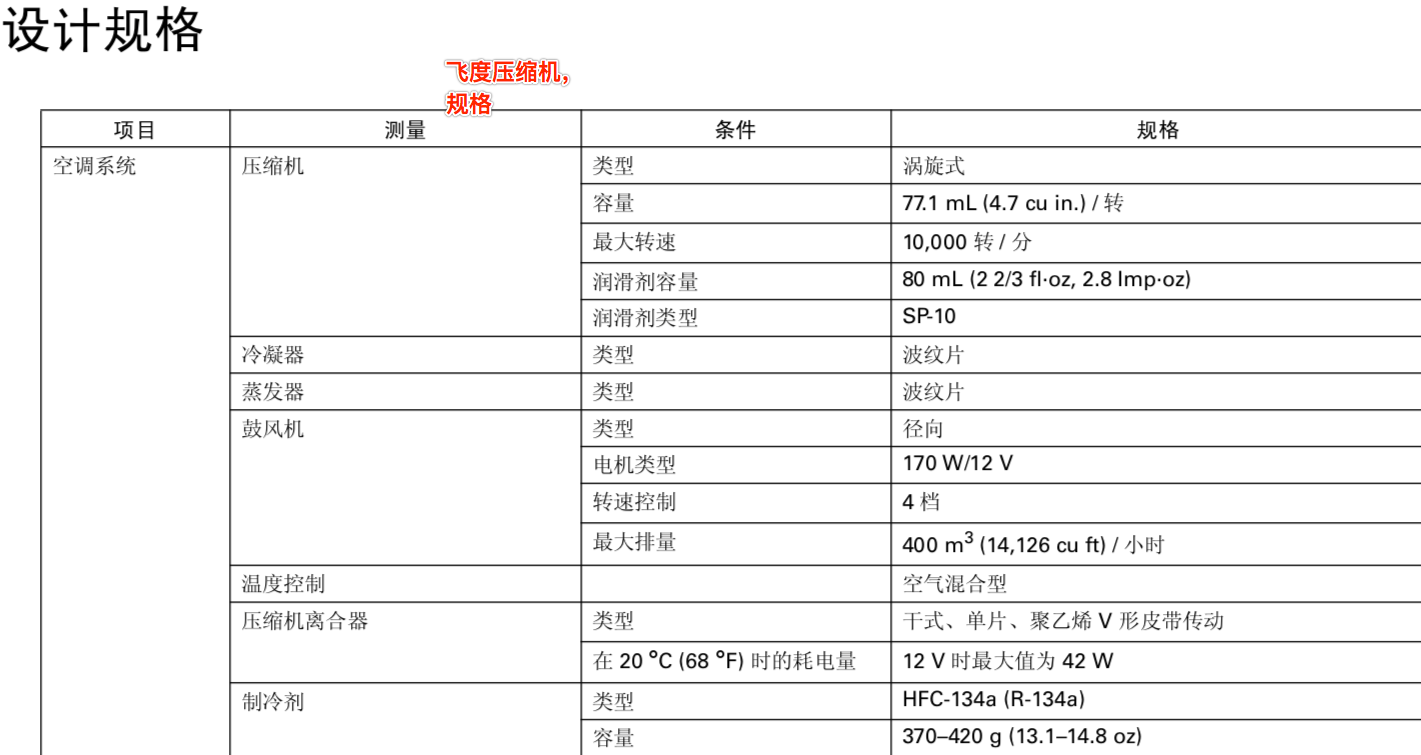 设计规格
飞度压缩机，
规格
项目 测量 条件 规格
空调系统 压缩机 类型 涡旋式
容量 77.1 mL (4.7 cu in.) / 转
最大转速 10,000 转 / 分
润滑剂容量 80 mL (2 2/3 fl·oz, 2.8 Imp·oz)
润滑剂类型 SP-10
冷凝器 类型 波纹片
蒸发器 类型 波纹片
鼓风机 类型 径向
电机类型 170 W/12 V
转速控制 4 档
最大排量 400 m³ (14,126 cu ft) / 小时
温度控制 空气混合型
压缩机离合器 类型 干式、单片、聚乙烯 V 形皮带传动
在 20 °C (68 °F) 时的耗电量 12 V 时最大值为 42 W
制冷剂 类型 HFC-134a (R-134a)
容量 370–420 g (13.1–14.8 oz)